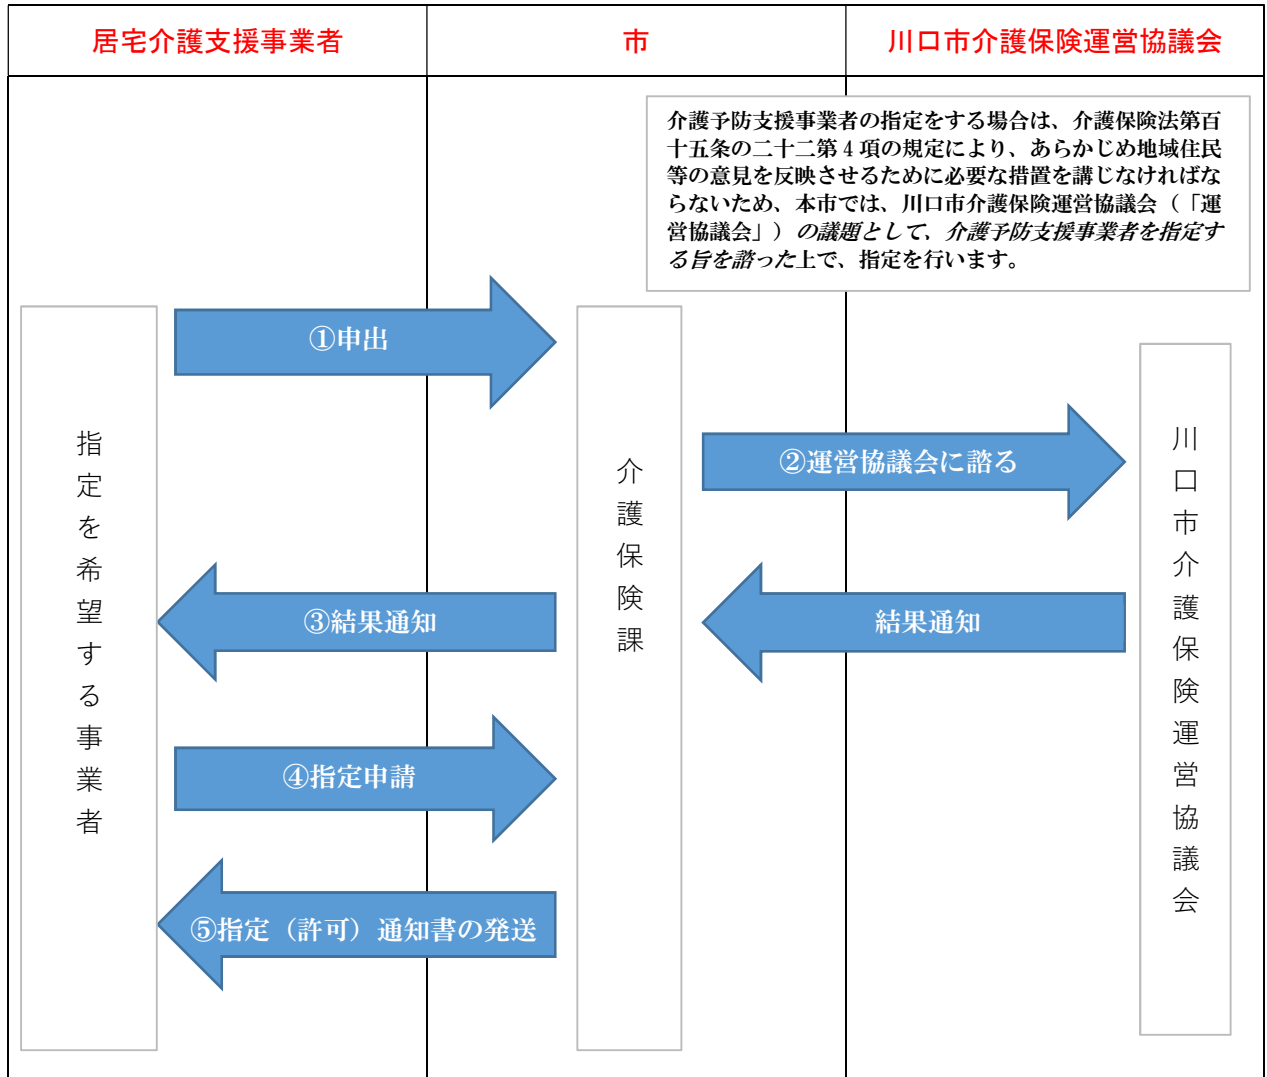 居宅介護支援事業者
市
川口市介護保険運営協議会
介護予防支援事業者の指定をする場合は、介護保険法第百
十五条の二十二第4項の規定により、あらかじめ地域住民
等の意見を反映させるために必要な措置を講じなければな
らないため、本市では、川口市介護保険運営協議会（「運
営協議会」）の議題として、介護予防支援事業者を指定す
る旨を諮った上で、指定を行います。
指定を希望する事業者
①申出
介護保険課
②運営協議会に諮る
川口市介護保険運営協議会
③結果通知
結果通知
④指定申請
⑤指定（許可）通知書の発送